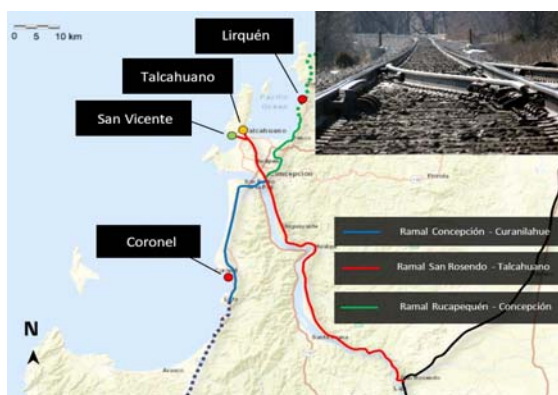 0 5 10 km
Lirquén
Talcahuano
San Vicente
Talcahuano
Concepción
Ramal Concepción - Curanilahue
Ramal San Rosendo - Talcahuano
Coronel
Ramal Rucapequén - Concepción
N